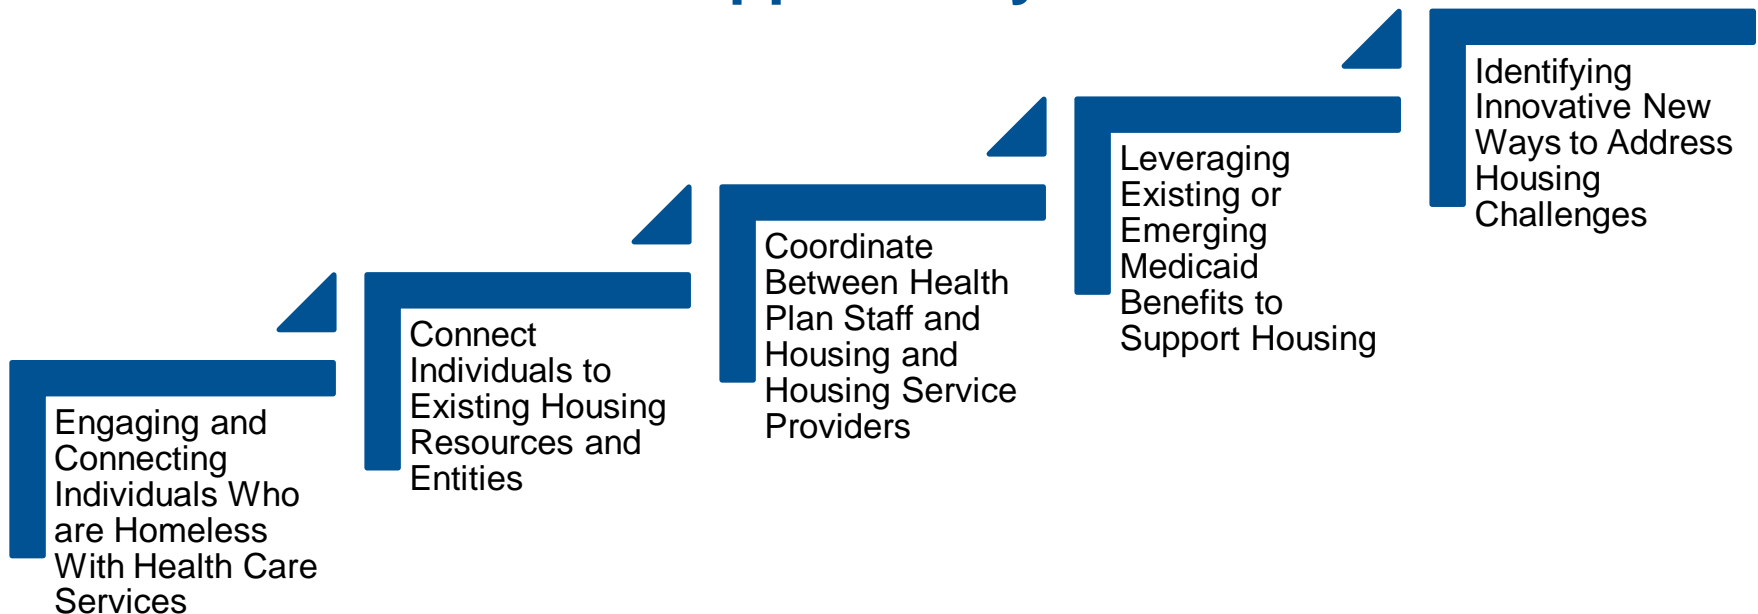 Engaging and
Connecting
Individuals Who
are Homeless
With Health Care
Services
Connect
Individuals to
Existing Housing
Resources and
Entities
Coordinate
Between Health
Plan Staff and
Housing and
Housing Service
Providers
Leveraging
Existing or
Emerging
Medicaid
Benefits to
Support Housing
Identifying
Innovative New
Ways to Address
Housing
Challenges